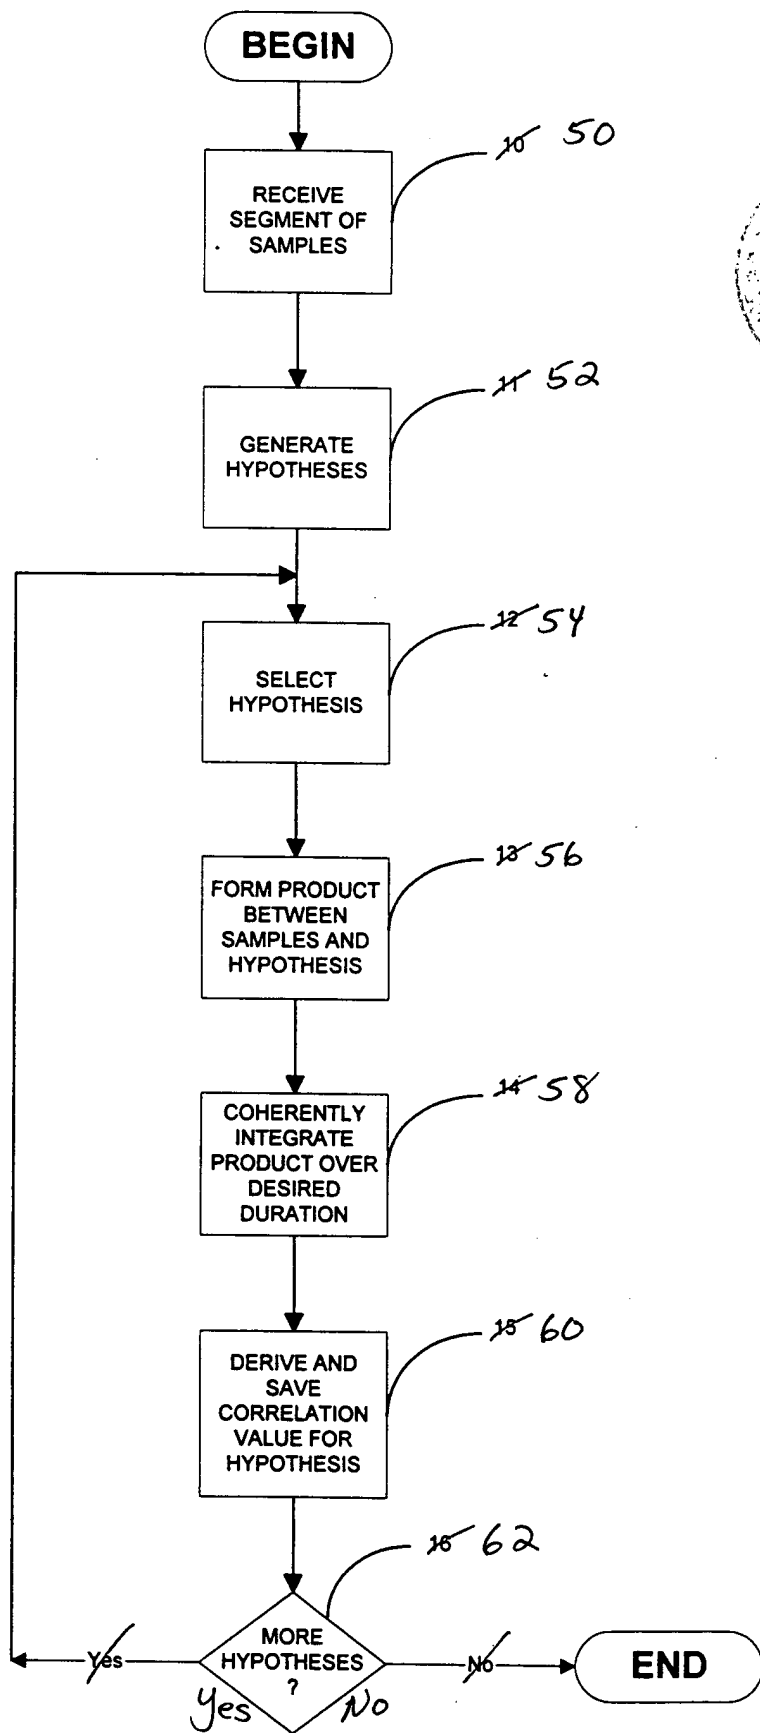 BEGIN
10 50
RECEIVE
SEGMENT OF
SAMPLES
11 52
GENERATE
HYPOTHESES
12 54
SELECT
HYPOTHESIS
13 56
FORM PRODUCT
BETWEEN
SAMPLES AND
HYPOTHESIS
14 58
COHERENTLY
INTEGRATE
PRODUCT OVER
DESIRED
DURATION
15 60
DERIVE AND
SAVE
CORRELATION
VALUE FOR
HYPOTHESIS
16 62
MORE
HYPOTHESES
?
Yes
No
END
Yes No